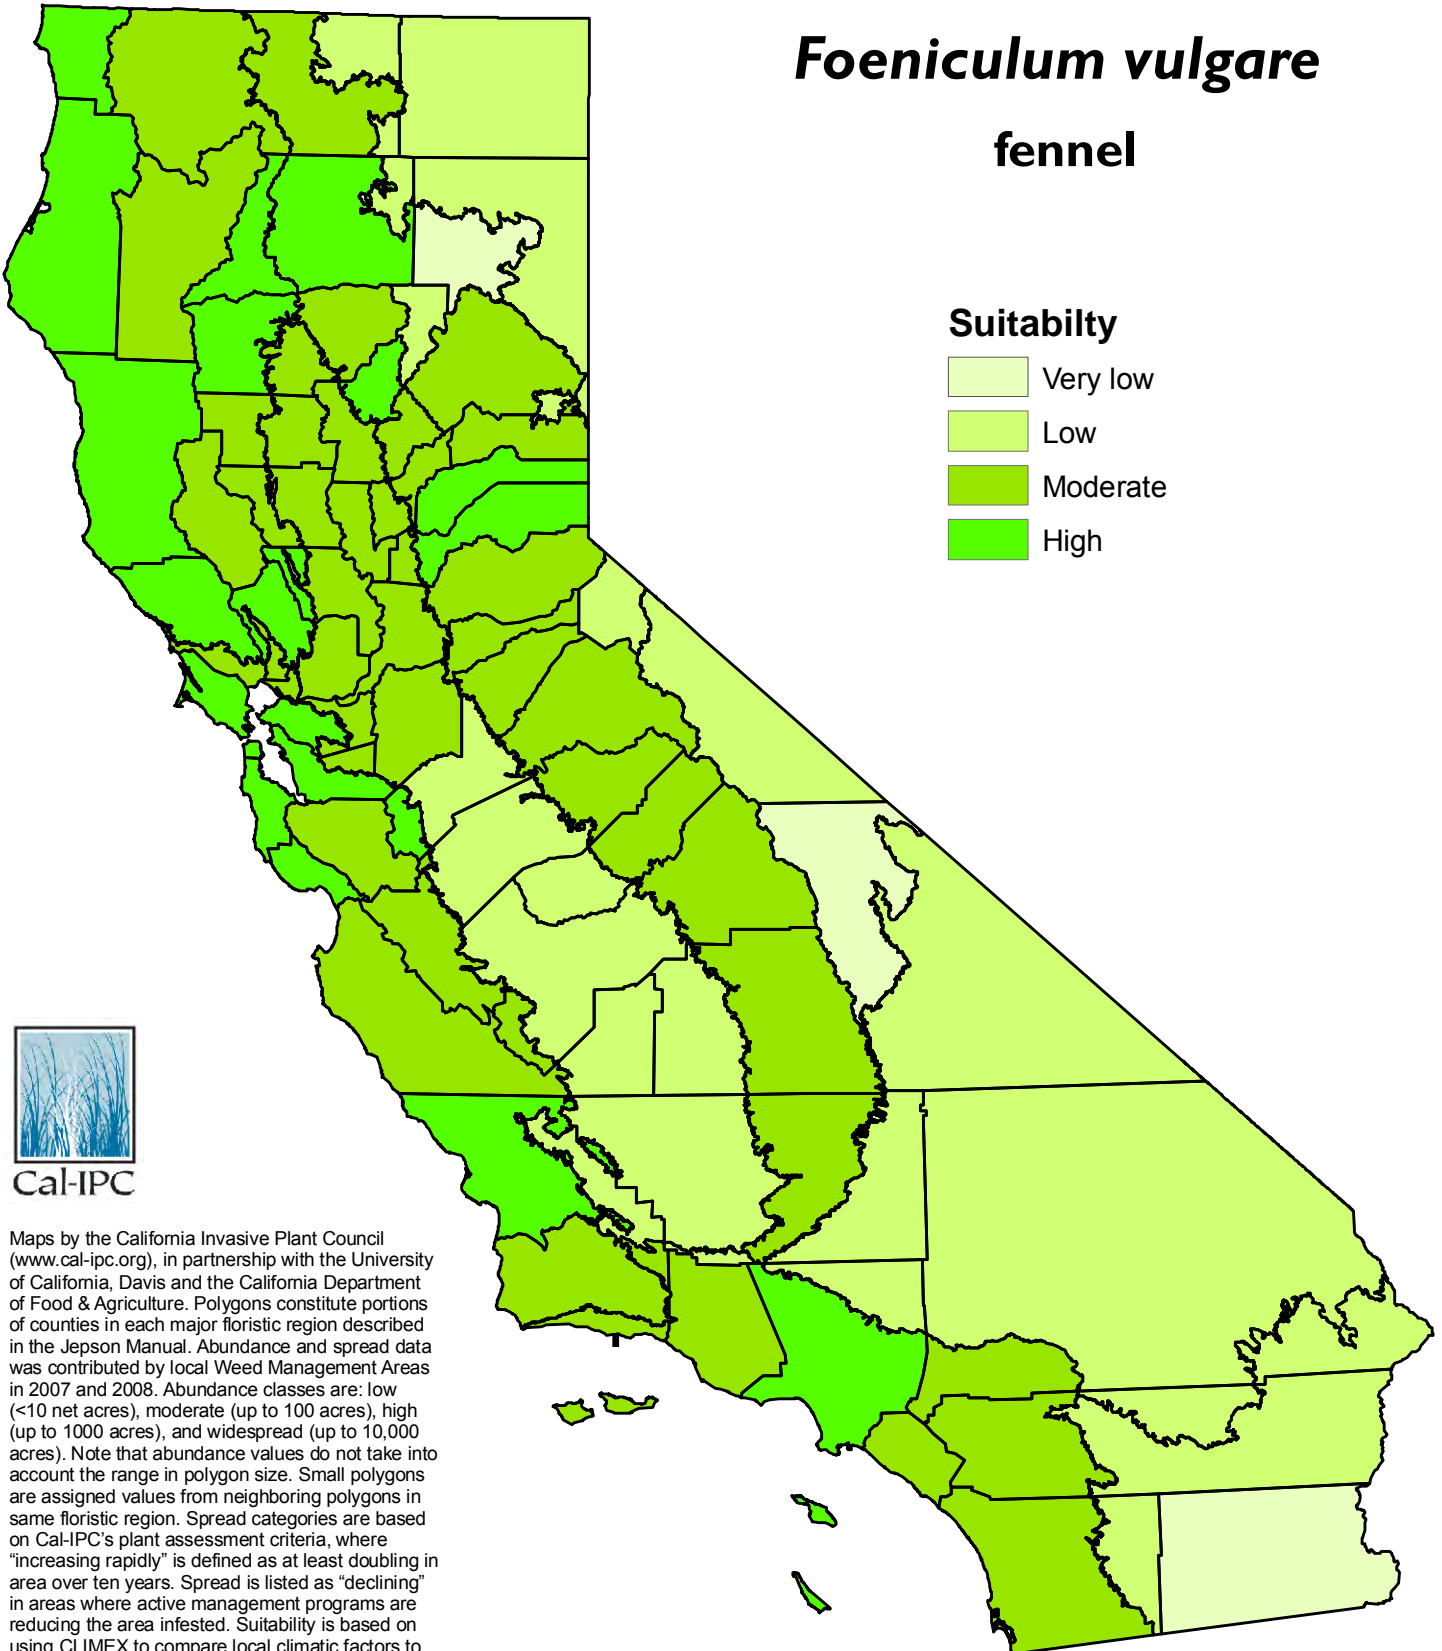 Foeniculum vulgare
fennel
Suitabilty
Very low
Low
Moderate
High
Cal-IPC
Maps by the California Invasive Plant Council
(www.cal-ipc.org), in partnership with the University
of California, Davis and the California Department
of Food & Agriculture. Polygons constitute portions
of counties in each major floristic region described
in the Jepson Manual. Abundance and spread data
was contributed by local Weed Management Areas
in 2007 and 2008. Abundance classes are: low
(<10 net acres), moderate (up to 100 acres), high
(up to 1000 acres), and widespread (up to 10,000
acres). Note that abundance values do not take into
account the range in polygon size. Small polygons
are assigned values from neighboring polygons in
same floristic region. Spread categories are based
on Cal-IPC's plant assessment criteria, where
“increasing rapidly” is defined as at least doubling in
area over ten years. Spread is listed as “declining”
in areas where active management programs are
reducing the area infested. Suitability is based on
using CLIMEX to compare local climatic factors to